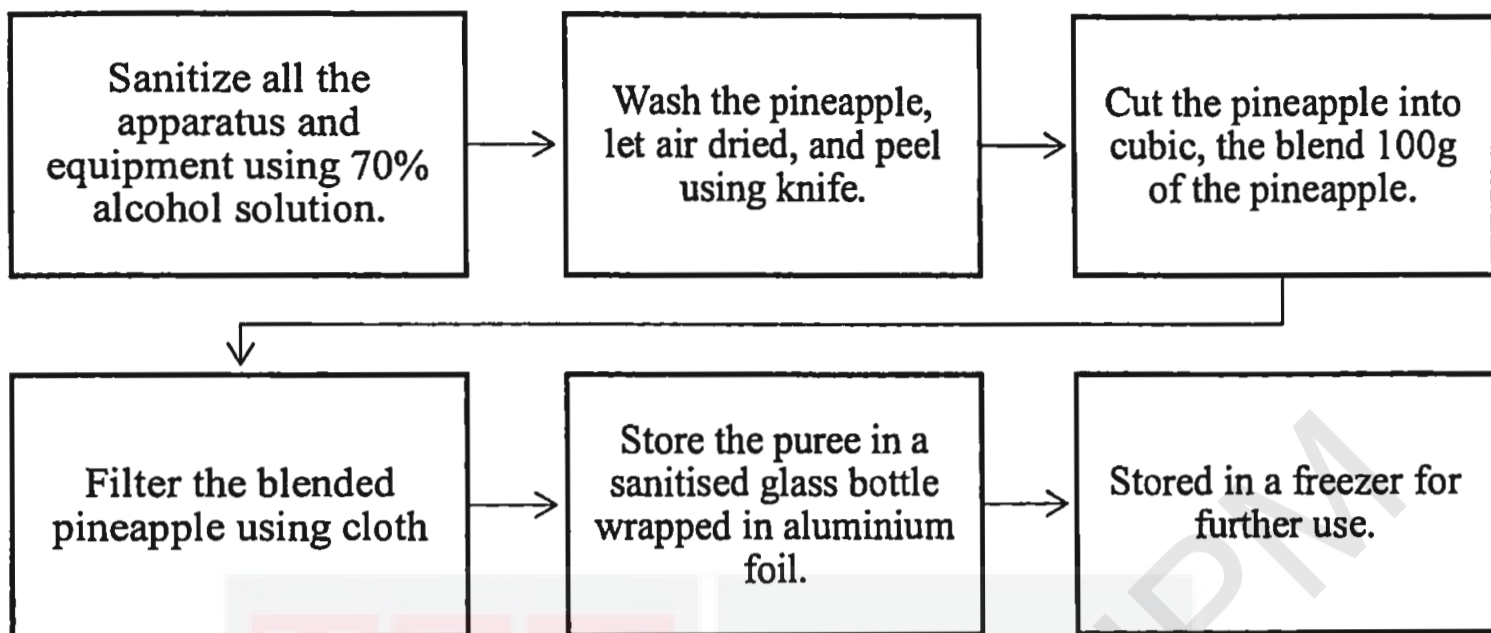 Sanitize all the
apparatus and
equipment using 70%
alcohol solution.
Wash the pineapple,
let air dried, and peel
using knife.
Cut the pineapple into
cubic, the blend 100g
of the pineapple.
Filter the blended
pineapple using cloth
Store the puree in a
sanitised glass bottle
wrapped in aluminium
foil.
Stored in a freezer for
further use.
PM